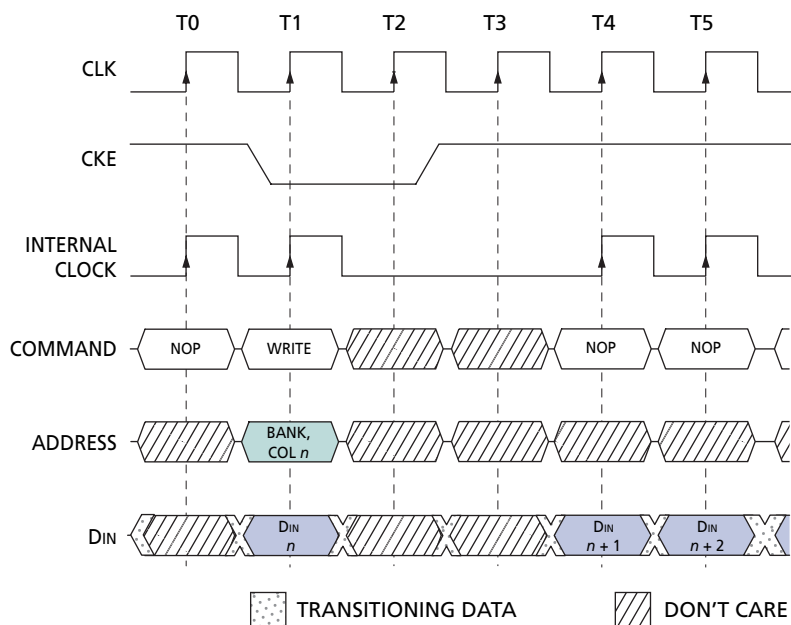 T0 T1 T2 T3 T4 T5
CLK
CKE
INTERNAL
CLOCK
COMMAND NOP WRITE NOP NOP
ADDRESS BANK,
COL n
DIN DIN
n DIN
n + 1 DIN
n + 2
TRANSITIONING DATA DON'T CARE